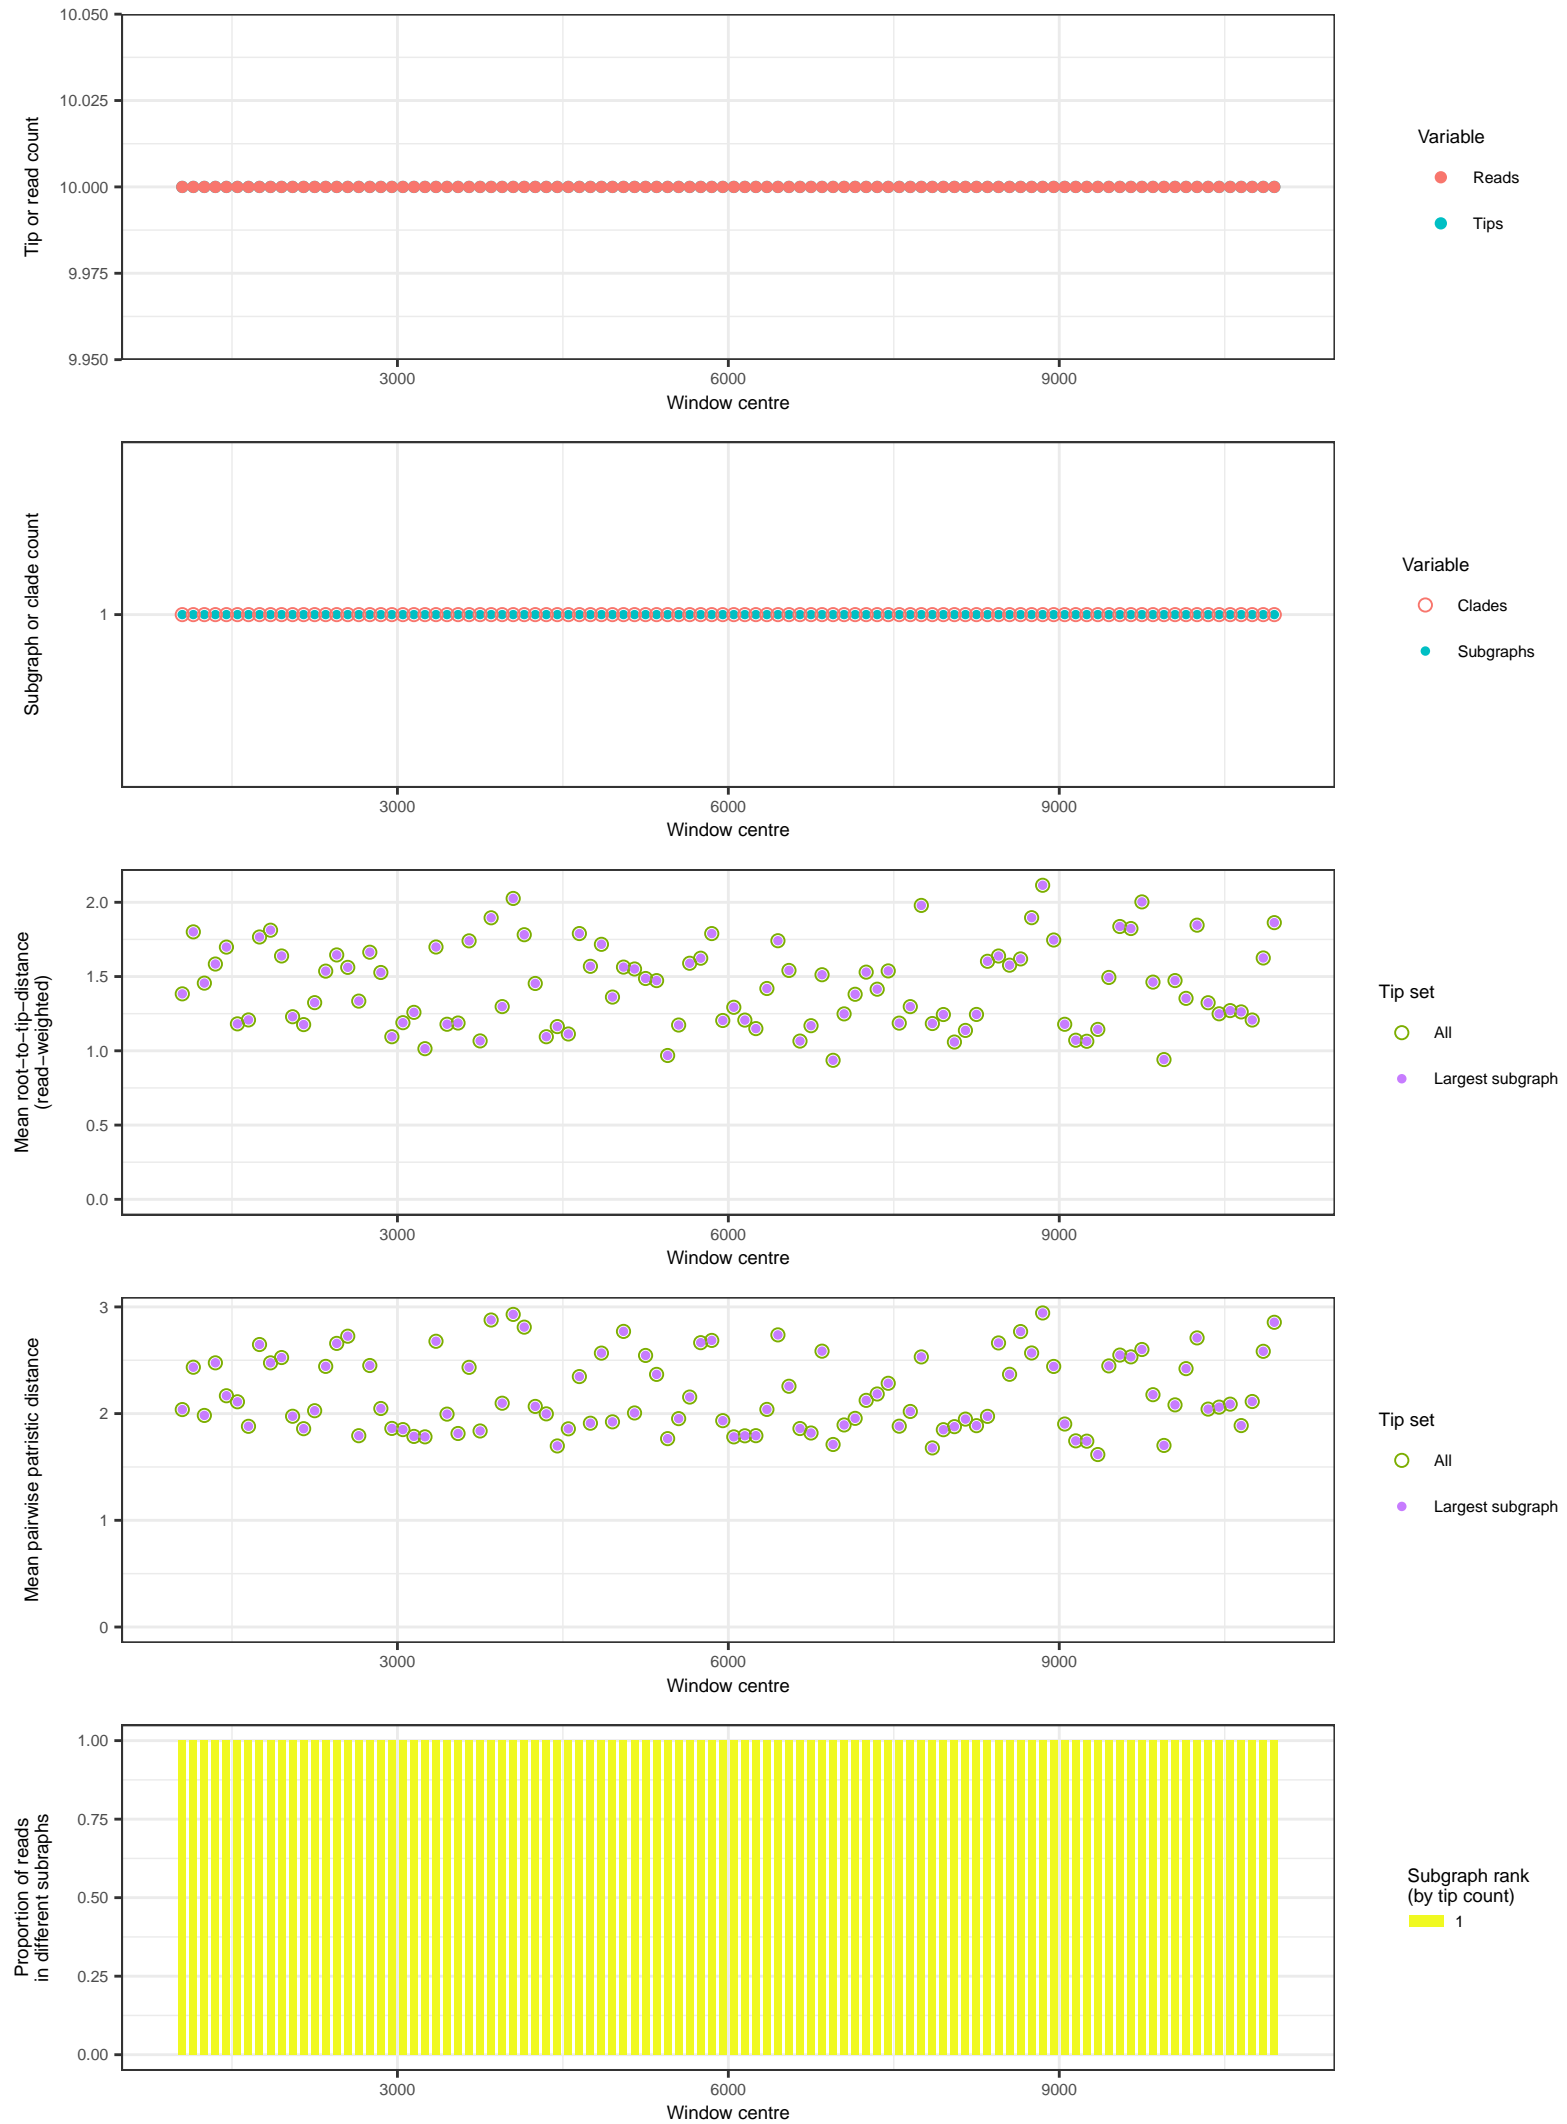 10.050
10.025
10.000
9.975
9.950
Tip or read count
3000
6000
9000
Window centre
Variable
Reads
Tips
1
Subgraph or clade count
3000
6000
9000
Window centre
Variable
Clades
Subgraphs
2.0
1.5
1.0
0.5
0.0
Mean root−to−tip−distance
(read−weighted)
3000
6000
9000
Window centre
Tip set
All
Largest subgraph
3
2
1
0
Mean pairwise patristic distance
3000
6000
9000
Window centre
Tip set
All
Largest subgraph
1.00
0.75
0.50
0.25
0.00
Proportion of reads
in different subraphs
3000
6000
9000
Window centre
Subgraph rank
(by tip count)
1